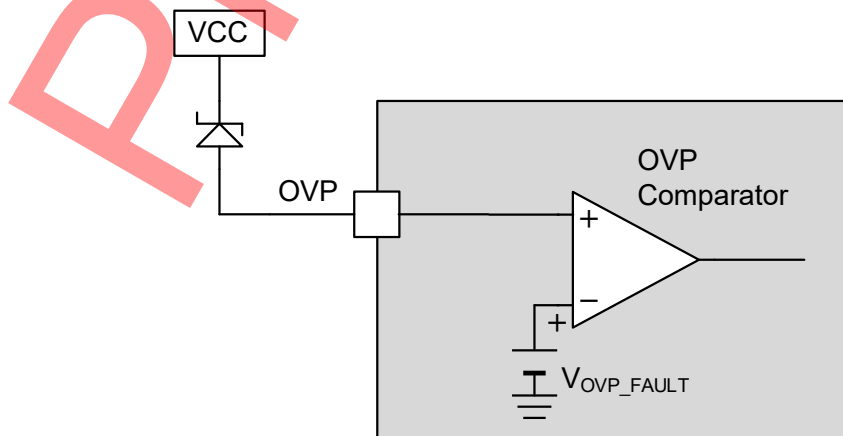 VCC
OVP
OVP
Comparator
+
−
+
VOVP_FAULT